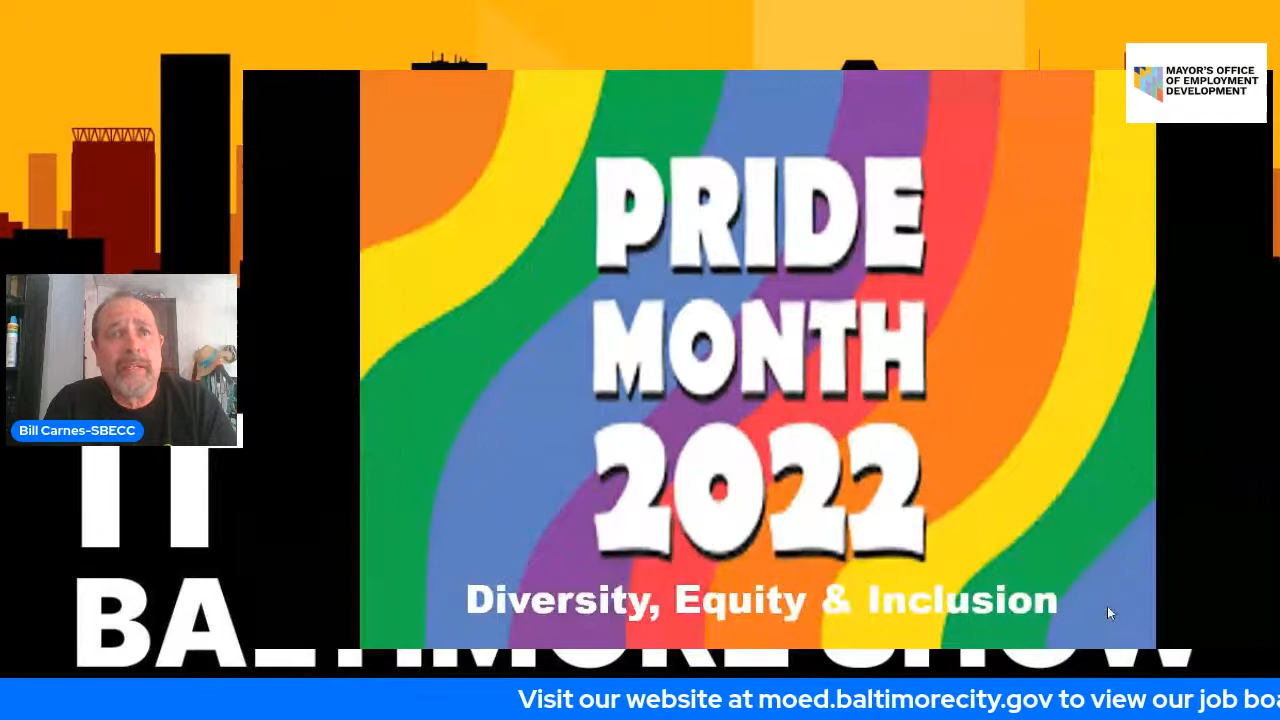 MAYOR'S OFFICE
OF EMPLOYMENT
DEVELOPMENT
PRIDE
MONTH
2022
Diversity, Equity & Inclusion
Bill Carnes-SBECC
Visit our website at moed.baltimorecity.gov to view our job